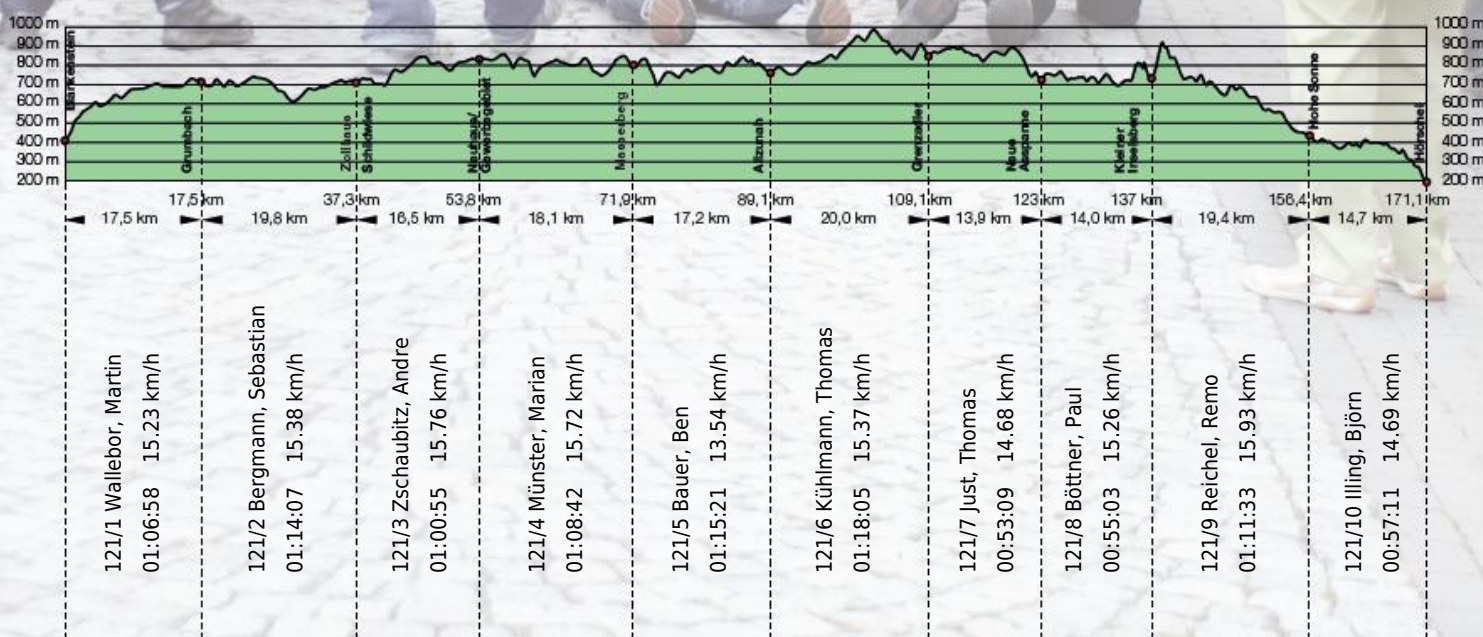 1000 m
900 m
800 m
700 m
600 m
500 m
400 m
300 m
200 m
1000 m
900 m
800 m
700 m
600 m
500 m
400 m
300 m
200 m
Blankenstein
Grumbach
Zollhaus
Schildwiese
Neuhaus/
Masserberg
Allzunah
Grenzadler
Neue
Ausspanne
Kleiner
Inselsberg
Hohe Sonne
Hörschel
17,5 km
37,3 km
53,8 km
71,9 km
89,1 km
109,1 km
123 km
137 km
156,4 km
171,1 km
17,5 km
19,8 km
16,5 km
18,1 km
17,2 km
20,0 km
13,9 km
14,0 km
19,4 km
14,7 km
121/1 Wallebor, Martin
01:06:58 15.23 km/h
121/2 Bergmann, Sebastian
01:14:07 15.38 km/h
121/3 Zschaubitz, Andre
01:00:55 15.76 km/h
121/4 Münster, Marian
01:08:42 15.72 km/h
121/5 Bauer, Ben
01:15:21 13.54 km/h
121/6 Kühlmann, Thomas
01:18:05 15.37 km/h
121/7 Just, Thomas
00:53:09 14.68 km/h
121/8 Böttner, Paul
00:55:03 15.26 km/h
121/9 Reichel, Remo
01:11:33 15.93 km/h
121/10 Illing, Björn
00:57:11 14.69 km/h